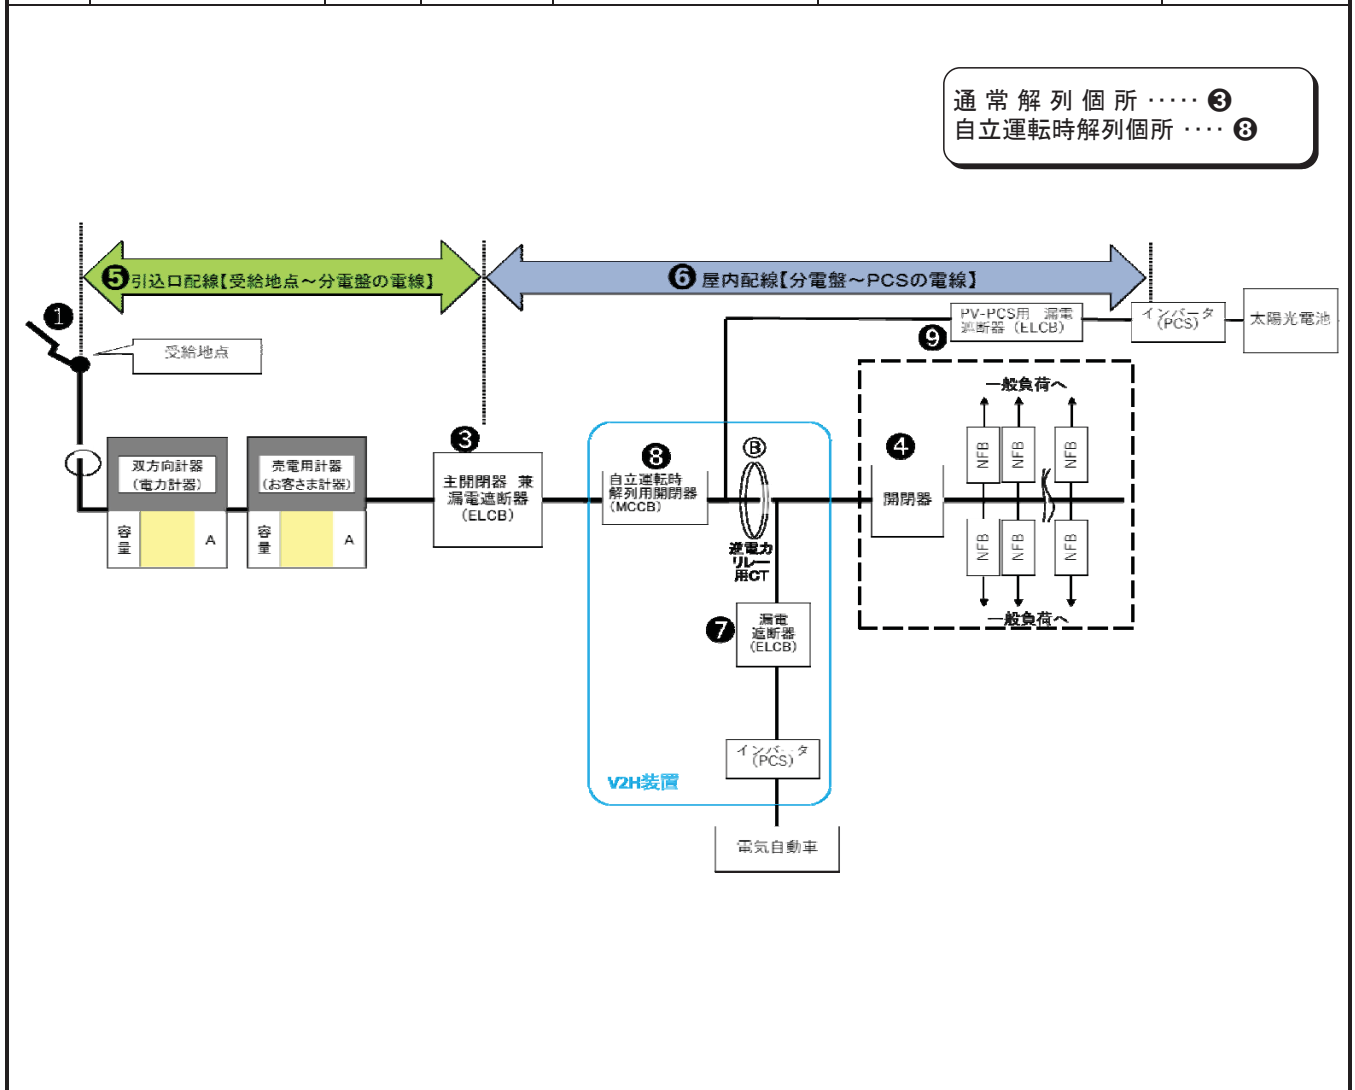 通常解列個所 ····· ❸
自立運転時解列個所 ···· ❽
❺ 引込口配線【受給地点～分電盤の電線】
❻ 屋内配線【分電盤～PCSの電線】
❶
受給地点
PV-PCS用 漏電
遮断器（ELCB）
❾
インバータ
(PCS)
太陽光電池
一般負荷へ
❸
❽
Ⓑ
❹
双方向計器
（電力計器）
売電用計器
（お客さま計器）
主開閉器 兼
漏電遮断器
（ELCB）
自立運転時
解列用開閉器
（MCCB）
開閉器
NFB
NFB
NFB
容量
A
容量
A
NFB
NFB
NFB
逆電力
リレー
用CT
一般負荷へ
❼
漏電
遮断器
（ELCB）
インバータ
(PCS)
V2H装置
電気自動車